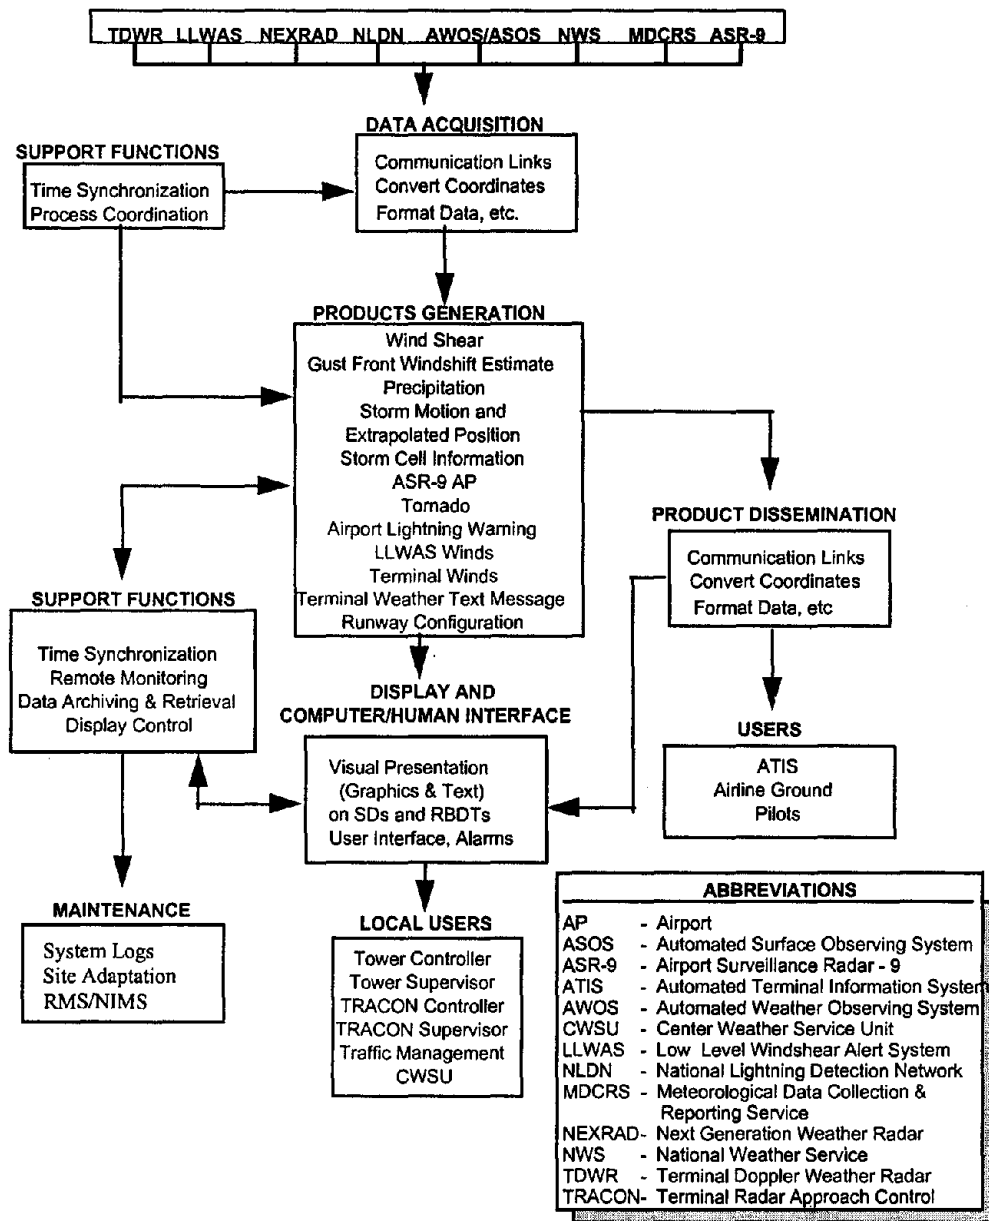 TDWR LLWAS NEXRAD NLDN AWOS/ASOS NWS MDCRS ASR-9
DATA ACQUISITION
Communication Links
Convert Coordinates
Format Data, etc.
SUPPORT FUNCTIONS
Time Synchronization
Process Coordination
PRODUCTS GENERATION
Wind Shear
Gust Front Windshift Estimate
Precipitation
Storm Motion and
Extrapolated Position
Storm Cell Information
ASR-9 AP
Tornado
Airport Lightning Warning
LLWAS Winds
Terminal Winds
Terminal Weather Text Message
Runway Configuration
PRODUCT DISSEMINATION
Communication Links
Convert Coordinates
Format Data, etc
SUPPORT FUNCTIONS
Time Synchronization
Remote Monitoring
Data Archiving & Retrieval
Display Control
DISPLAY AND
COMPUTER/HUMAN INTERFACE
Visual Presentation
(Graphics & Text)
on SDs and RBDTs
User Interface, Alarms
USERS
ATIS
Airline Ground
Pilots
MAINTENANCE
System Logs
Site Adaptation
RMS/NIMS
LOCAL USERS
Tower Controller
Tower Supervisor
TRACON Controller
TRACON Supervisor
Traffic Management
CWSU
ABBREVIATIONS
AP - Airport
ASOS - Automated Surface Observing System
ASR-9 - Airport Surveillance Radar - 9
ATIS - Automated Terminal Information System
AWOS - Automated Weather Observing System
CWSU - Center Weather Service Unit
LLWAS - Low Level Windshear Alert System
NLDN - National Lightning Detection Network
MDCRS - Meteorological Data Collection &
Reporting Service
NEXRAD- Next Generation Weather Radar
NWS - National Weather Service
TDWR - Terminal Doppler Weather Radar
TRACON- Terminal Radar Approach Control